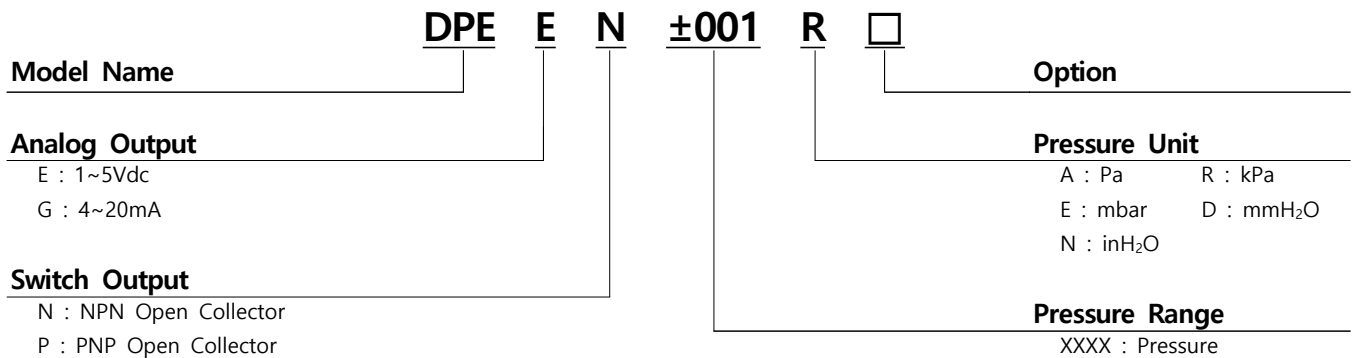 DPE E N ±001 R □
Model Name
Analog Output
E : 1~5Vdc
G : 4~20mA
Switch Output
N : NPN Open Collector
P : PNP Open Collector
Option
Pressure Unit
A : Pa R : kPa
E : mbar D : mmH₂O
N : inH₂O
Pressure Range
XXXX : Pressure